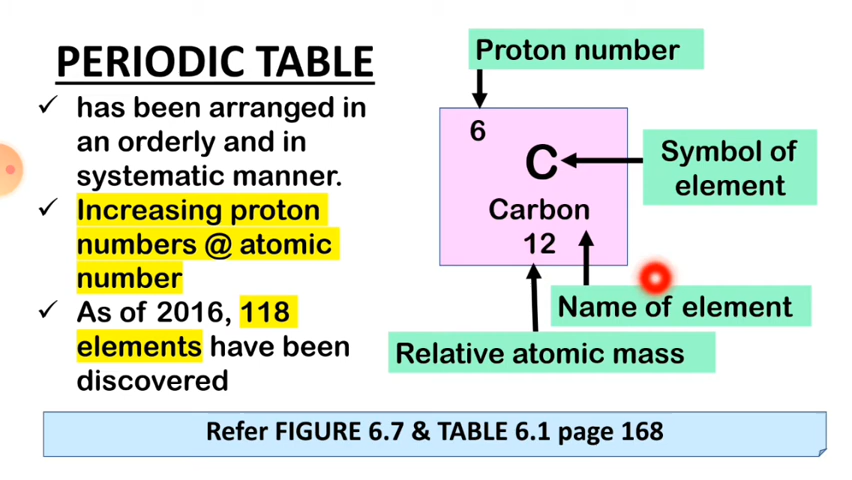 PERIODIC TABLE
✓ has been arranged in
an orderly and in
systematic manner.
✓ Increasing proton
numbers @ atomic
number
✓ As of 2016, 118
elements have been
discovered
Proton number
6
C
Carbon
12
Symbol of
element
Name of element
Relative atomic mass
Refer FIGURE 6.7 & TABLE 6.1 page 168